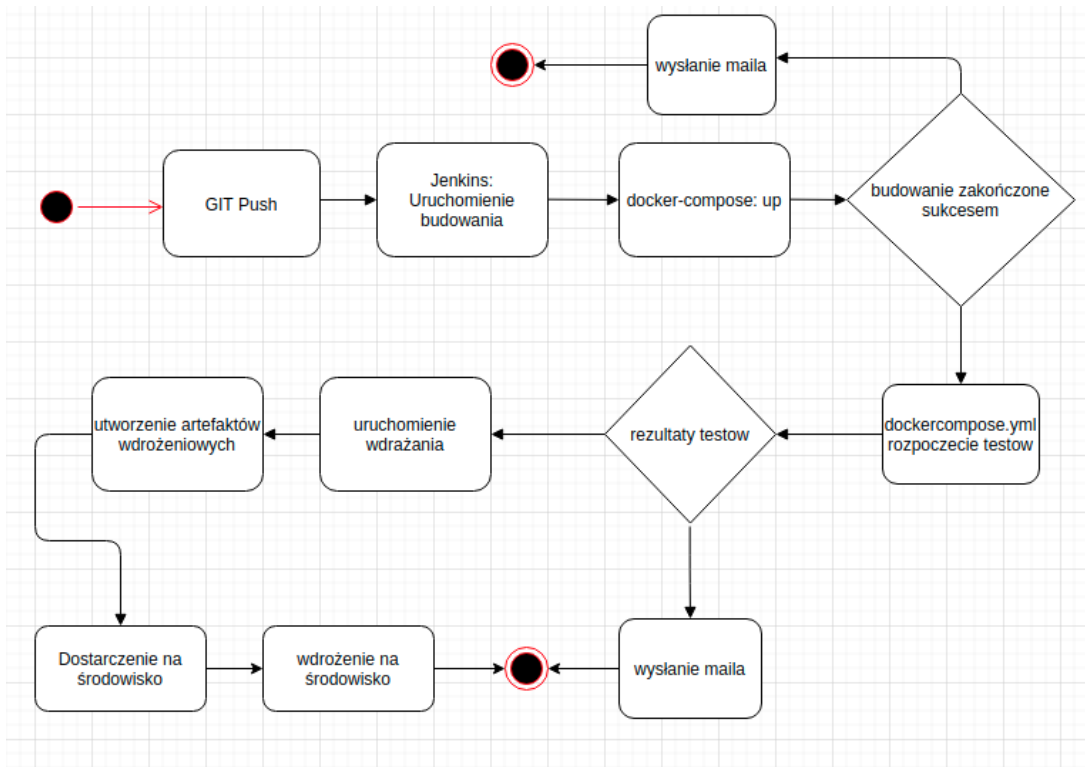 wysłanie maila
GIT Push
Jenkins:
Uruchomienie
budowania
docker-compose: up
budowanie zakończone
sukcesem
utworzenie artefaktów
wdrożeniowych
uruchomienie
wdrażania
rezultaty testow
dockercompose.yml
rozpoczecie testow
Dostarczenie na
środowisko
wdrożenie na
środowisko
wysłanie maila